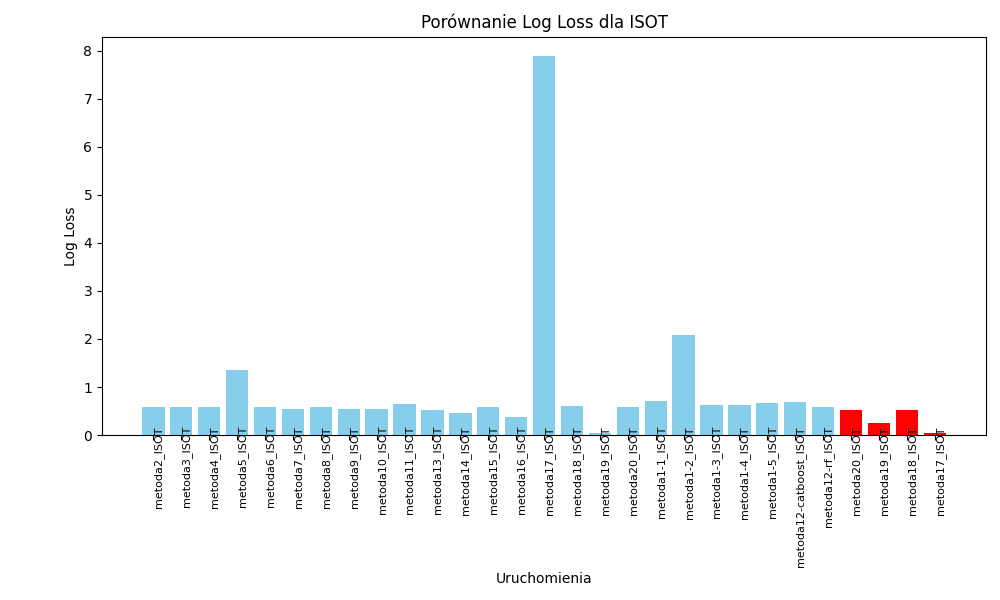 Porównanie Log Loss dla ISOT
8
7
6
5
4
3
2
1
0
Log Loss
metoda2_ISOT
metoda3_ISOT
metoda4_ISOT
metoda5_ISOT
metoda6_ISOT
metoda7_ISOT
metoda8_ISOT
metoda9_ISOT
metoda10_ISOT
metoda11_ISOT
metoda13_ISOT
metoda14_ISOT
metoda15_ISOT
metoda16_ISOT
metoda17_ISOT
metoda18_ISOT
metoda19_ISOT
metoda20_ISOT
metoda1-1_ISOT
metoda1-2_ISOT
metoda1-3_ISOT
metoda1-4_ISOT
metoda1-5_ISOT
metoda12-catboost_ISOT
metoda12-rf_ISOT
metoda20_ISOT
metoda19_ISOT
metoda18_ISOT
metoda17_ISOT
Uruchomienia